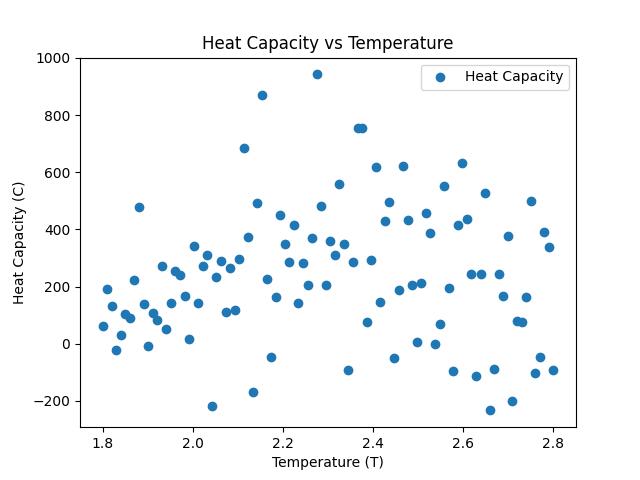 Heat Capacity vs Temperature
Heat Capacity
1000
800
600
400
200
0
−200
−400
Heat Capacity (C)
1.8 2.0 2.2 2.4 2.6 2.8
Temperature (T)